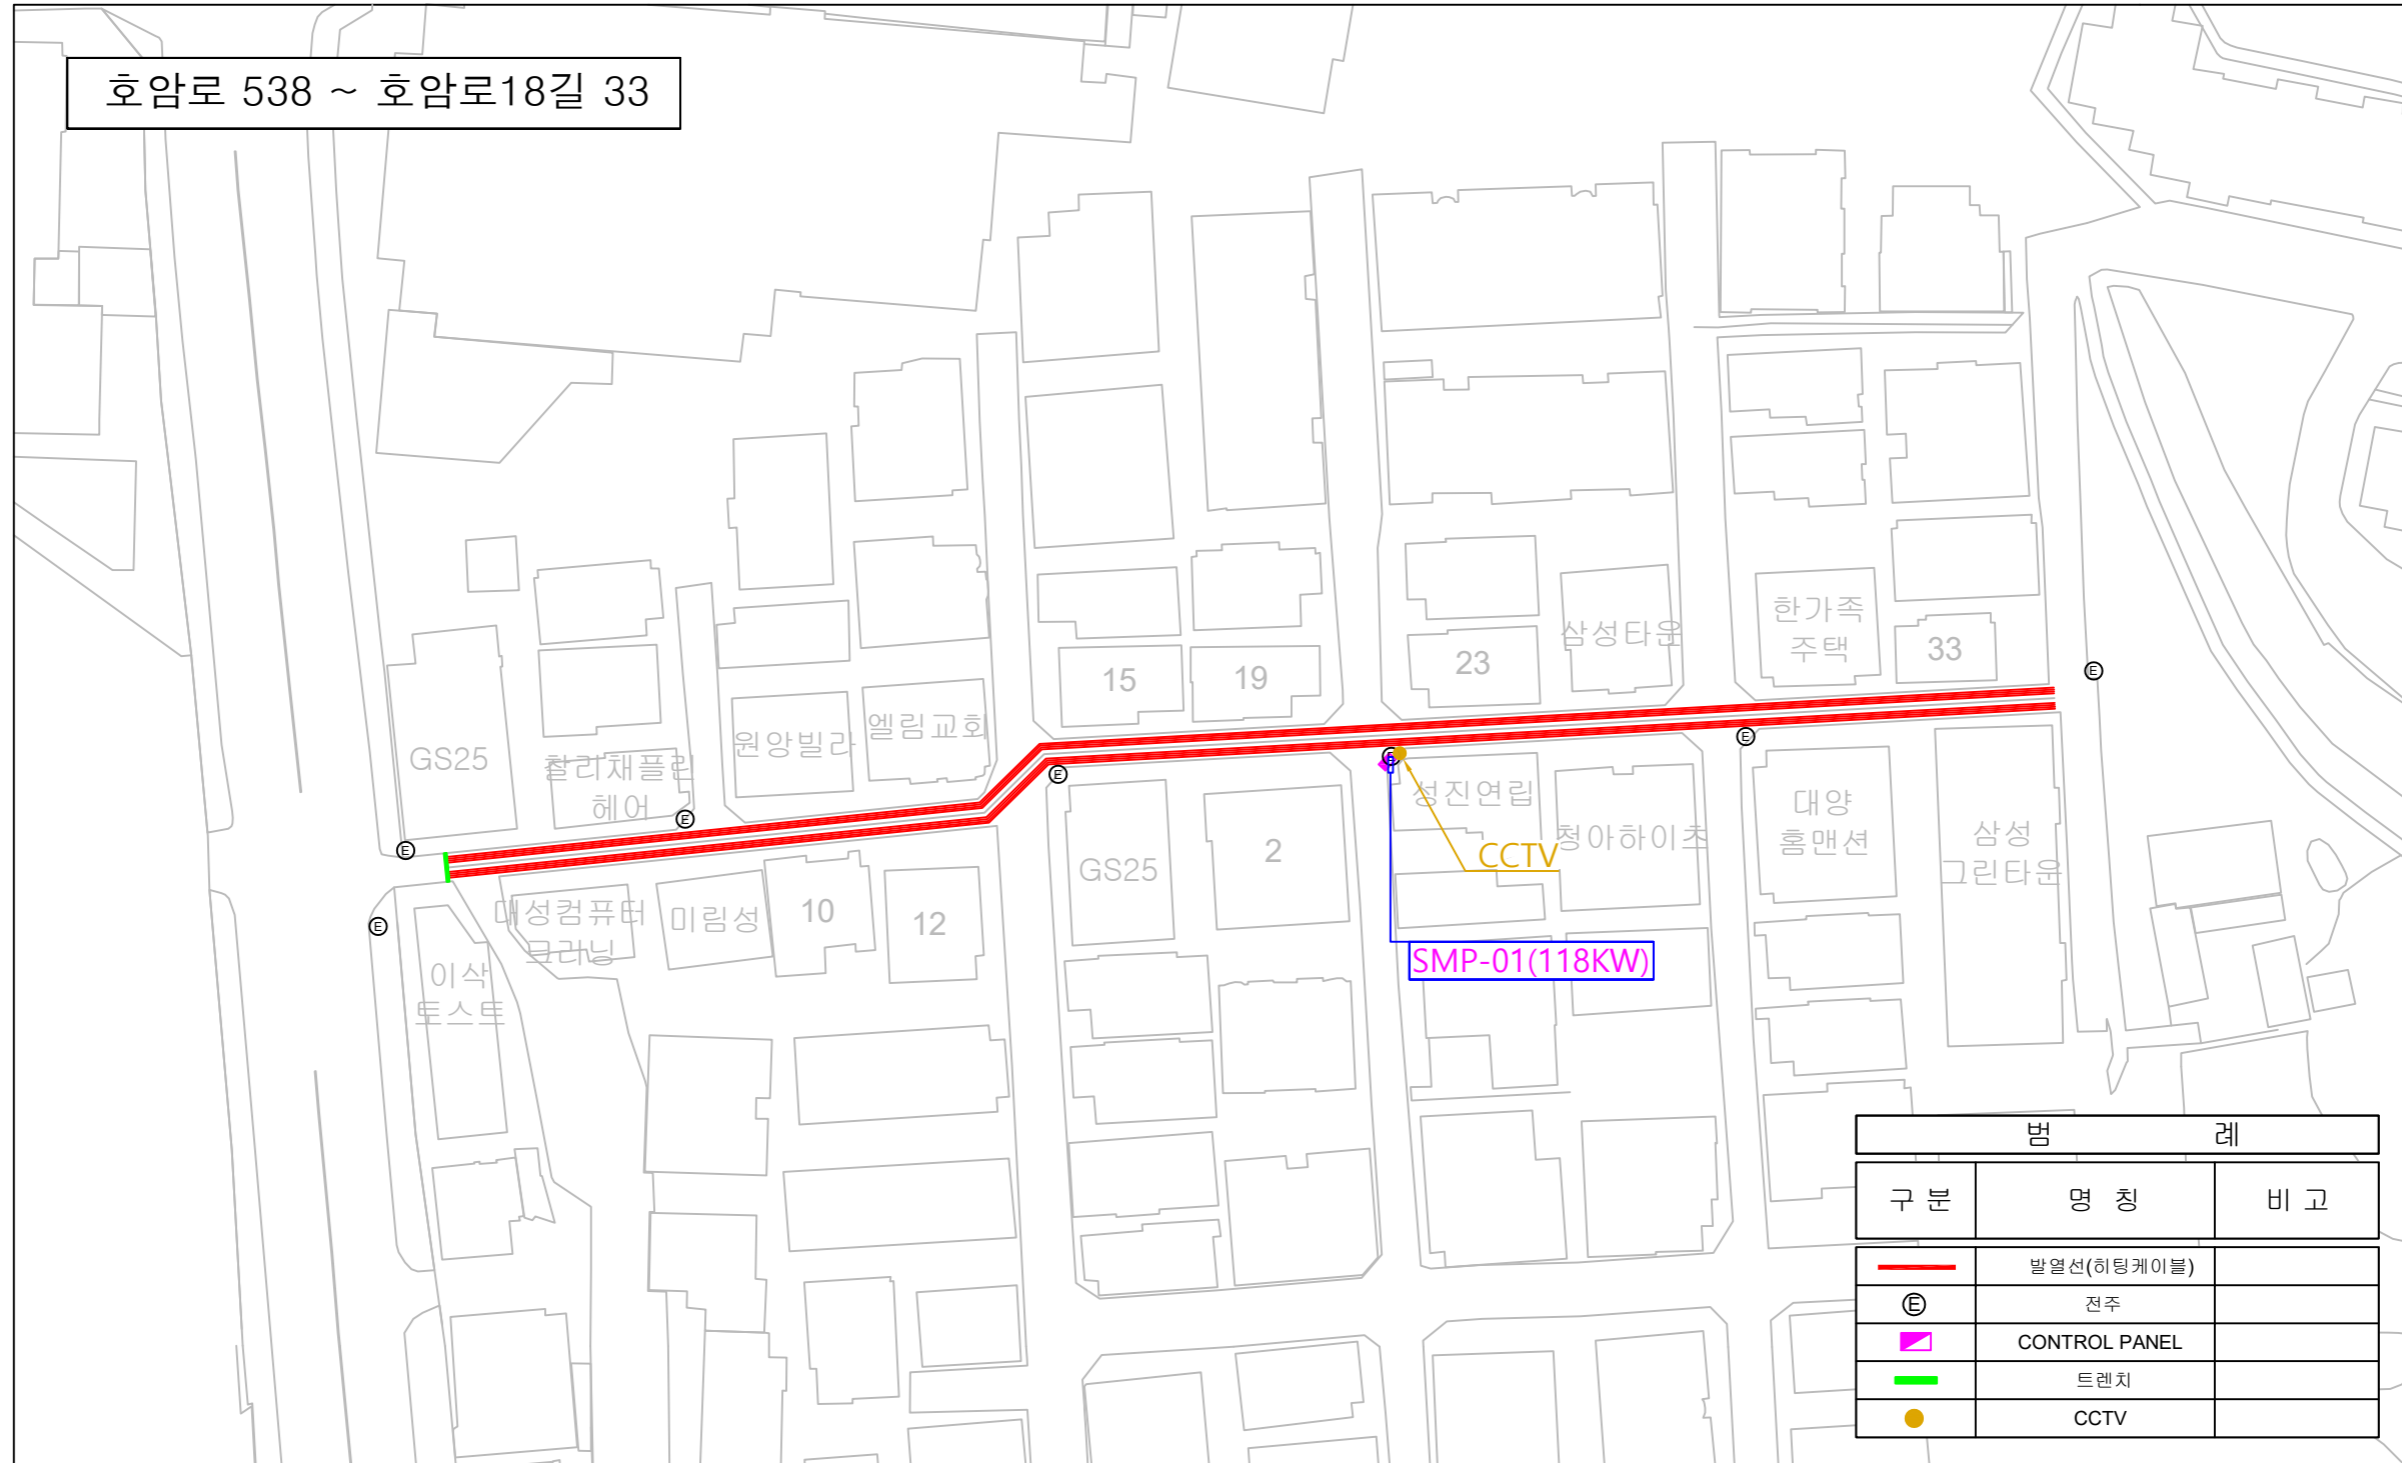 호암로 538 ~ 호암로18길 33
한가족
주택
33
삼성타운
23
15
19
엘림교회
원앙빌라
GS25
찰리채플린
헤어
성진연립
청아하이츠
CCTV
대양
홈맨션
삼성
그린타운
GS25
2
대성컴퓨터
크리닝
미림성
10
12
이삭
토스트
SMP-01(118KW)
범 례
구 분 명 칭 비 고
발열선(히팅케이블)
E 전주
CONTROL PANEL
트렌치
CCTV
E
E
E
E
E
E
E